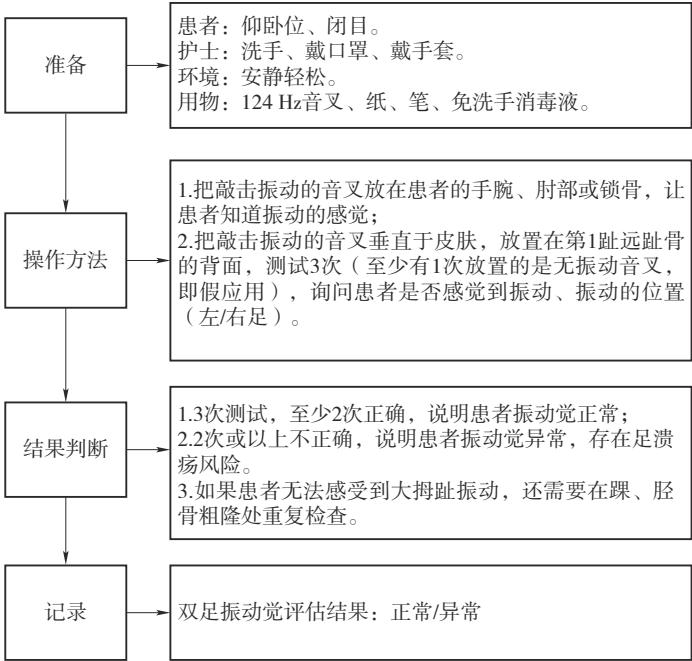 准备
患者：仰卧位、闭目。
护士：洗手、戴口罩、戴手套。
环境：安静轻松。
用物：124 Hz音叉、纸、笔、免洗手消毒液。
操作方法
1.把敲击振动的音叉放在患者的手腕、肘部或锁骨，让
患者知道振动的感觉；
2.把敲击振动的音叉垂直于皮肤，放置在第1趾远趾骨
的背面，测试3次（至少有1次放置的是无振动音叉，
即假应用），询问患者是否感觉到振动、振动的位置
（左/右足）。
结果判断
1.3次测试，至少2次正确，说明患者振动觉正常；
2.2次或以上不正确，说明患者振动觉异常，存在足溃
疡风险。
3.如果患者无法感受到大拇趾振动，还需要在踝、胫
骨粗隆处重复检查。
记录
双足振动觉评估结果：正常/异常